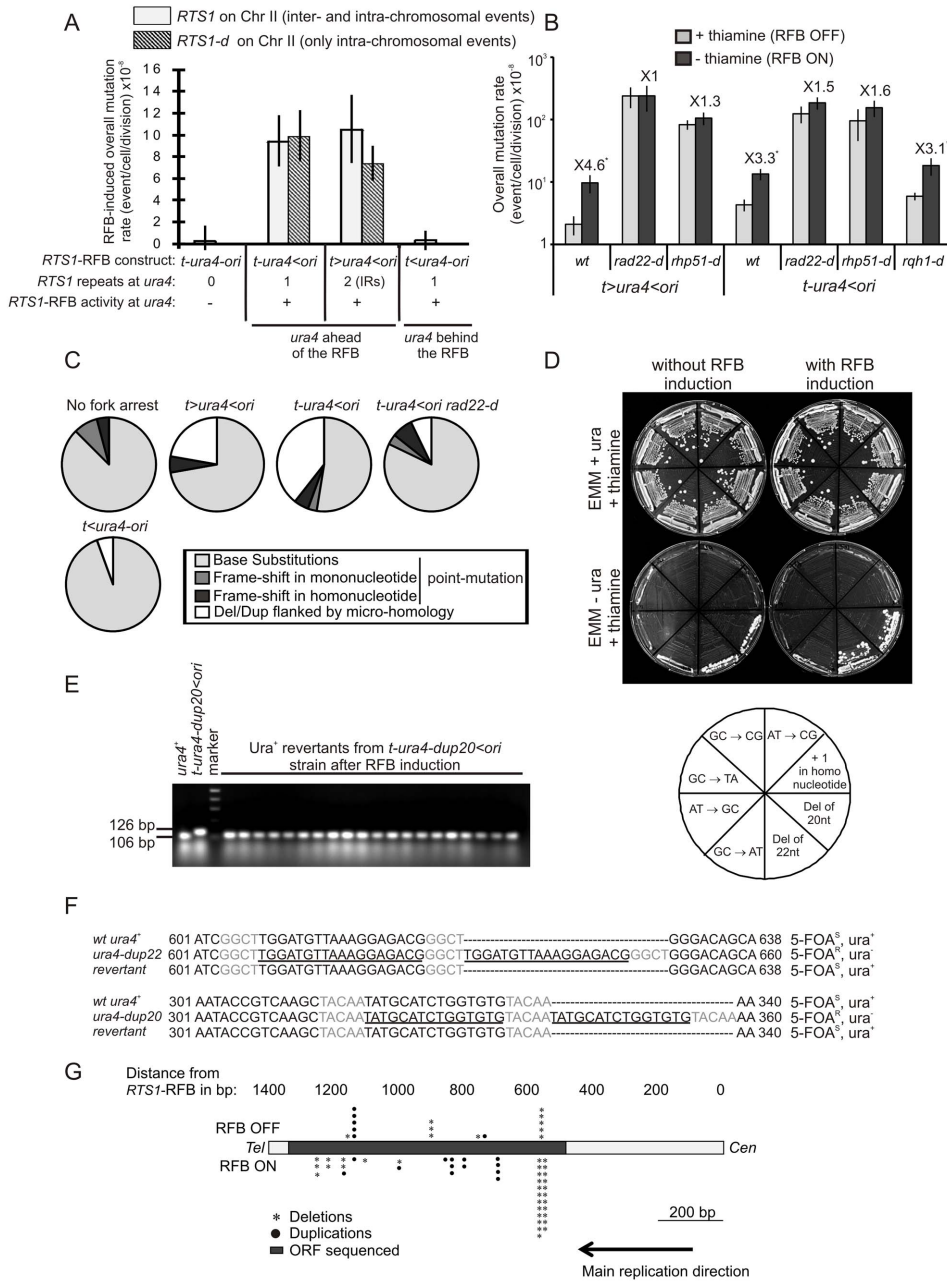 A
RTS1 on Chr II (inter- and intra-chromosomal events)
RTS1-d on Chr II (only intra-chromosomal events)
RFB-induced overall mutation
rate (event/cell/division) x10⁻⁸
16
14
12
10
8
6
4
2
0
RTS1-RFB construct: t-ura4-ori t-ura4<ori t>ura4<ori t<ura4-ori
RTS1 repeats at ura4: 0 1 2 (IRs) 1
RTS1-RFB activity at ura4: - + + +
ura4 ahead
of the RFB
ura4 behind
the RFB
B
+ thiamine (RFB OFF)
- thiamine (RFB ON)
Overall mutation rate
(event/cell/division) x10⁻⁸
10³
10²
10¹
1
X4.6* X1 X1.3 X3.3* X1.5 X1.6 X3.1*
wt rad22-d rhp51-d wt rad22-d rhp51-d rqh1-d
t>ura4<ori t-ura4<ori
C
No fork arrest t>ura4<ori t-ura4<ori t-ura4<ori rad22-d
t<ura4-ori
Base Substitutions
Frame-shift in mononucleotide
Frame-shift in homonucleotide
point-mutation
Del/Dup flanked by micro-homology
D
without RFB
induction
with RFB
induction
EMM + ura
+ thiamine
EMM - ura
+ thiamine
GC → CG AT → CG
GC → TA
+ 1
in homo
nucleotide
AT → GC
Del of
20nt
GC → AT
Del of
22nt
E
ura4⁺
t-ura4-dup20<ori
marker
Ura⁺ revertants from t-ura4-dup20<ori
strain after RFB induction
126 bp
106 bp
F
wt ura4⁺ 601 ATCGGCTTGGATGTTAAAGGAGACGGGCT----------------------------------GGGACAGCA 638 5-FOAˢ, ura⁺
ura4-dup22 601 ATCGGCTTGGATGTTAAAGGAGACGGGCTTGGATGTTAAAGGAGACGGGCTGGGACAGCA 660 5-FOAᴿ, ura⁻
revertant 601 ATCGGCTTGGATGTTAAAGGAGACGGGCT----------------------------------GGGACAGCA 638 5-FOAˢ, ura⁺
wt ura4⁺ 301 AATACCGTCAAGCTACAATATGCATCTGGTGTGTACAA------------------------------AA 340 5-FOAˢ, ura⁺
ura4-dup20 301 AATACCGTCAAGCTACAATATGCATCTGGTGTGTACAATATGCATCTGGTGTGTACAAAA 360 5-FOAᴿ, ura⁻
revertant 301 AATACCGTCAAGCTACAATATGCATCTGGTGTGTACAA------------------------------AA 340 5-FOAˢ, ura⁺
G
Distance from
RTS1-RFB in bp: 1400 1200 1000 800 600 400 200 0
RFB OFF
Tel Cen
RFB ON
200 bp
* Deletions
● Duplications
ORF sequenced
Main replication direction